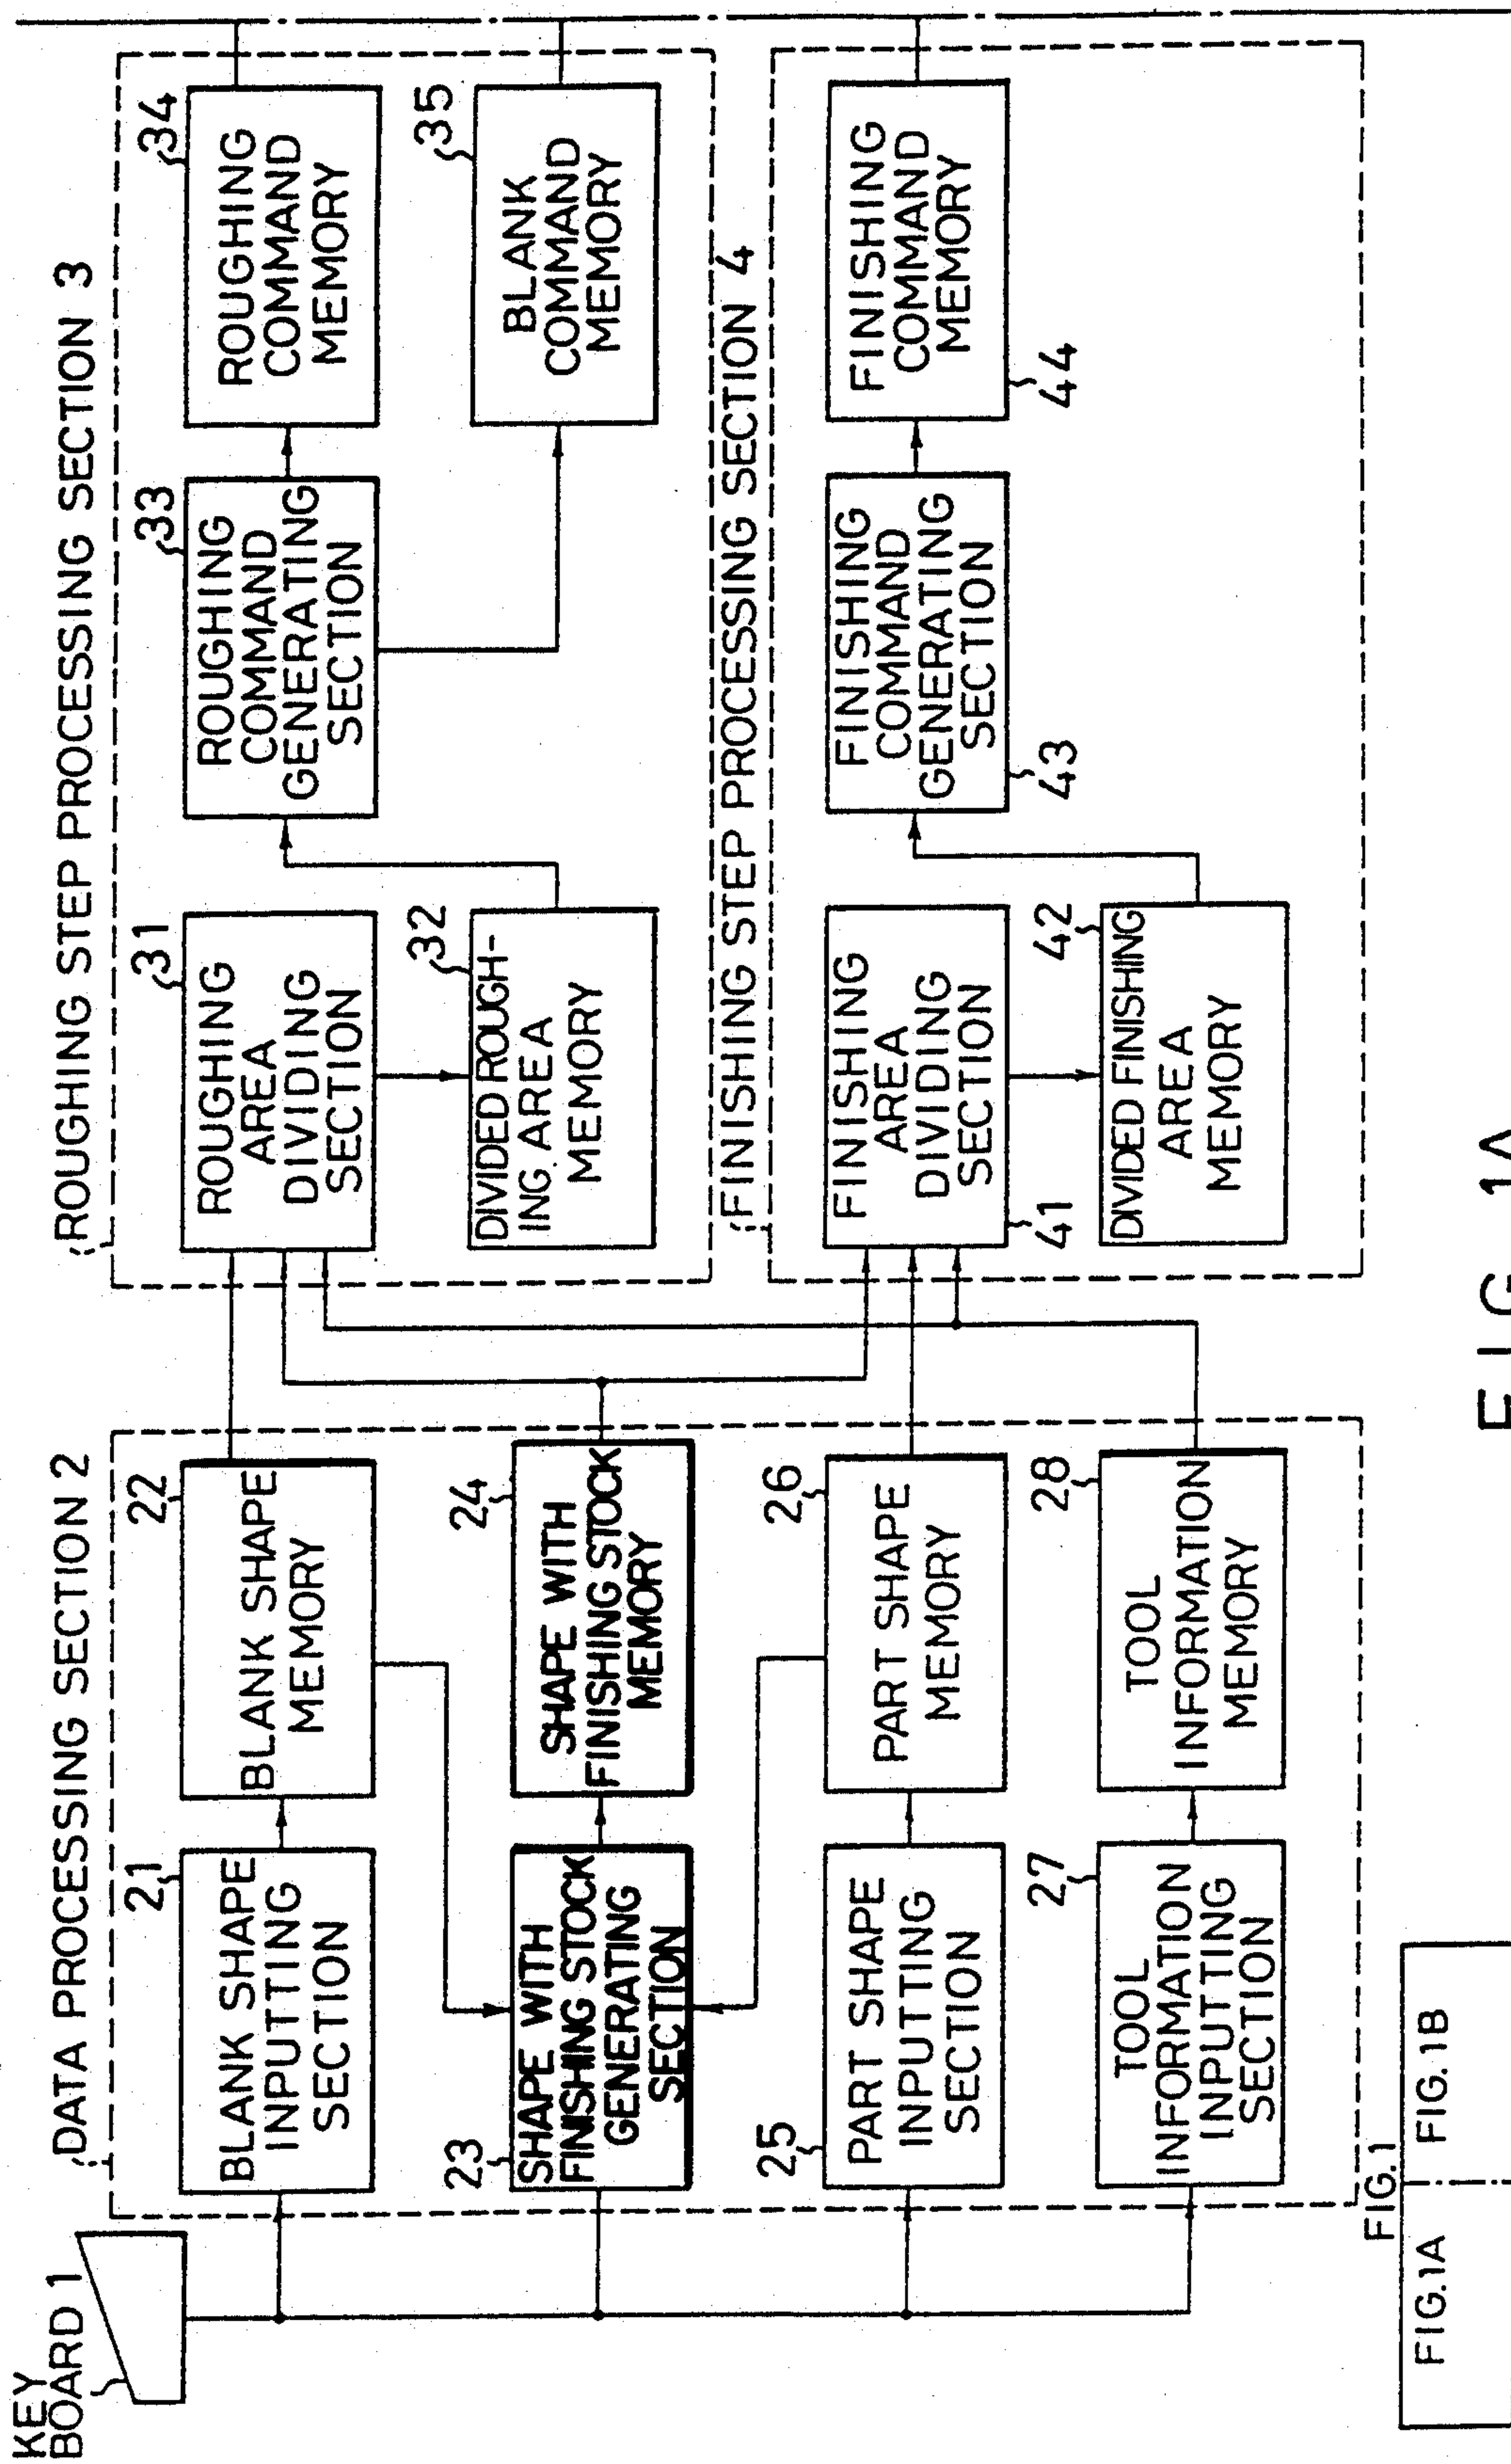 KEY
BOARD 1
DATA PROCESSING SECTION 2
21
BLANK SHAPE
INPUTTING
SECTION
22
BLANK SHAPE
MEMORY
23
SHAPE WITH
FINISHING STOCK
GENERATING
SECTION
24
SHAPE WITH
FINISHING STOCK
MEMORY
25
PART SHAPE
INPUTTING
SECTION
26
PART SHAPE
MEMORY
27
TOOL
INFORMATION
INPUTTING
SECTION
28
TOOL
INFORMATION
MEMORY
ROUGHING STEP PROCESSING SECTION 3
31
ROUGHING
AREA
DIVIDING
SECTION
32
DIVIDED ROUGH-
ING AREA
MEMORY
33
ROUGHING
COMMAND
GENERATING
SECTION
34
ROUGHING
COMMAND
MEMORY
35
BLANK
COMMAND
MEMORY
FINISHING STEP PROCESSING SECTION 4
41
FINISHING
AREA
DIVIDING
SECTION
42
DIVIDED FINISHING
AREA
MEMORY
43
FINISHING
COMMAND
GENERATING
SECTION
44
FINISHING
COMMAND
MEMORY
FIG.1
FIG.1A
FIG.1B
FIG. 1A